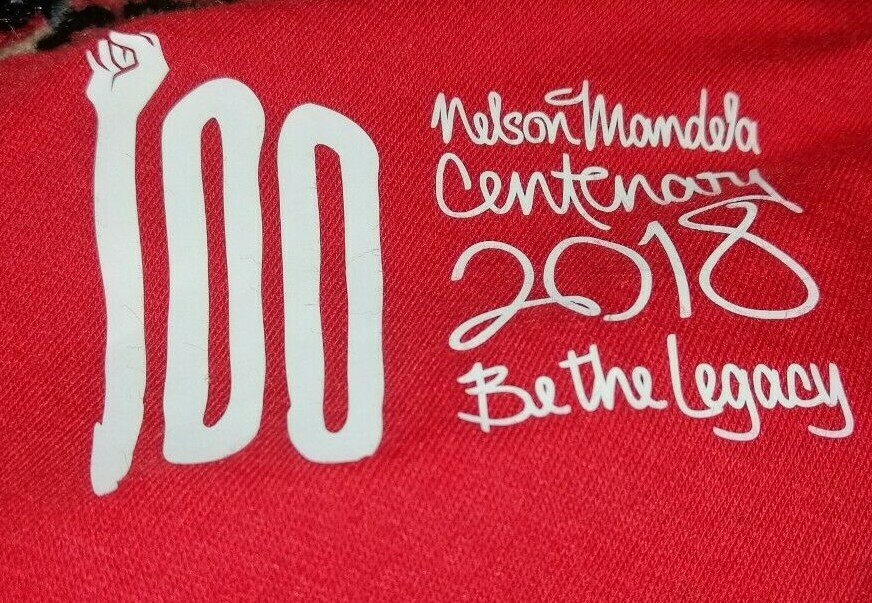 100
Nelson Mandela
Centenary
2018
Be the Legacy